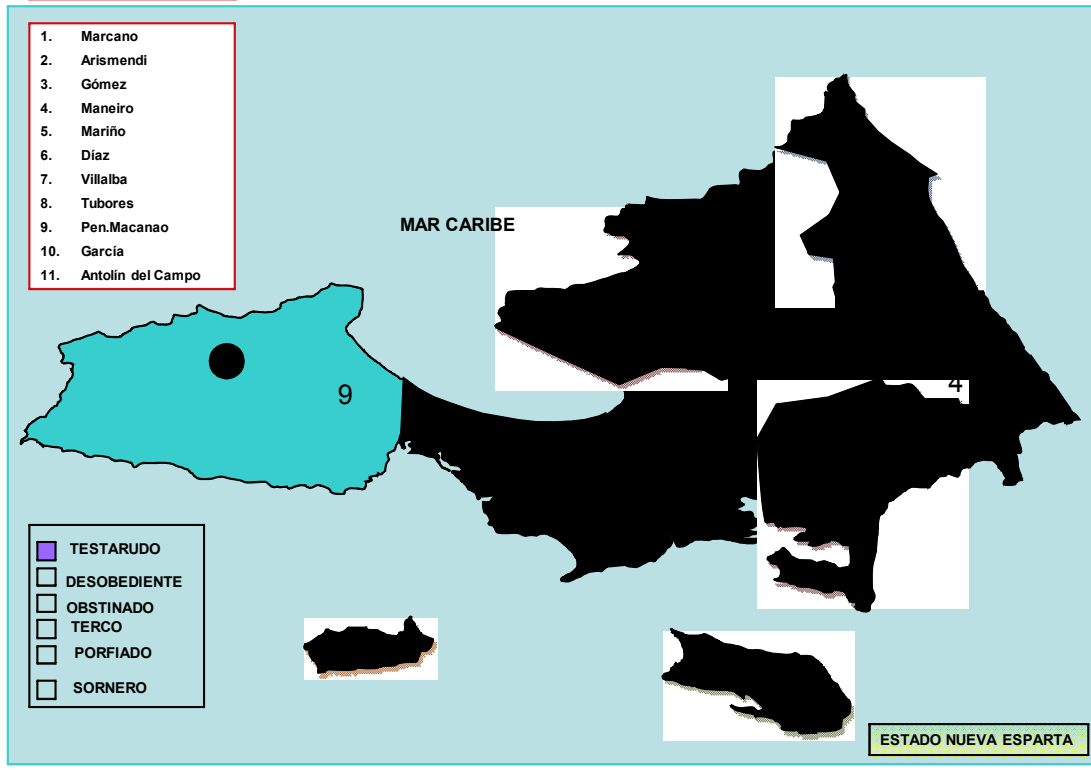 1. Marcano
2. Arismendi
3. Gómez
4. Maneiro
5. Mariño
6. Díaz
7. Villalba
8. Tubores
9. Pen.Macanao
10. García
11. Antolín del Campo
MAR CARIBE
9
4
TESTARUDO
DESOBEDIENTE
OBSTINADO
TERCO
PORFIADO
SORNERO
ESTADO NUEVA ESPARTA